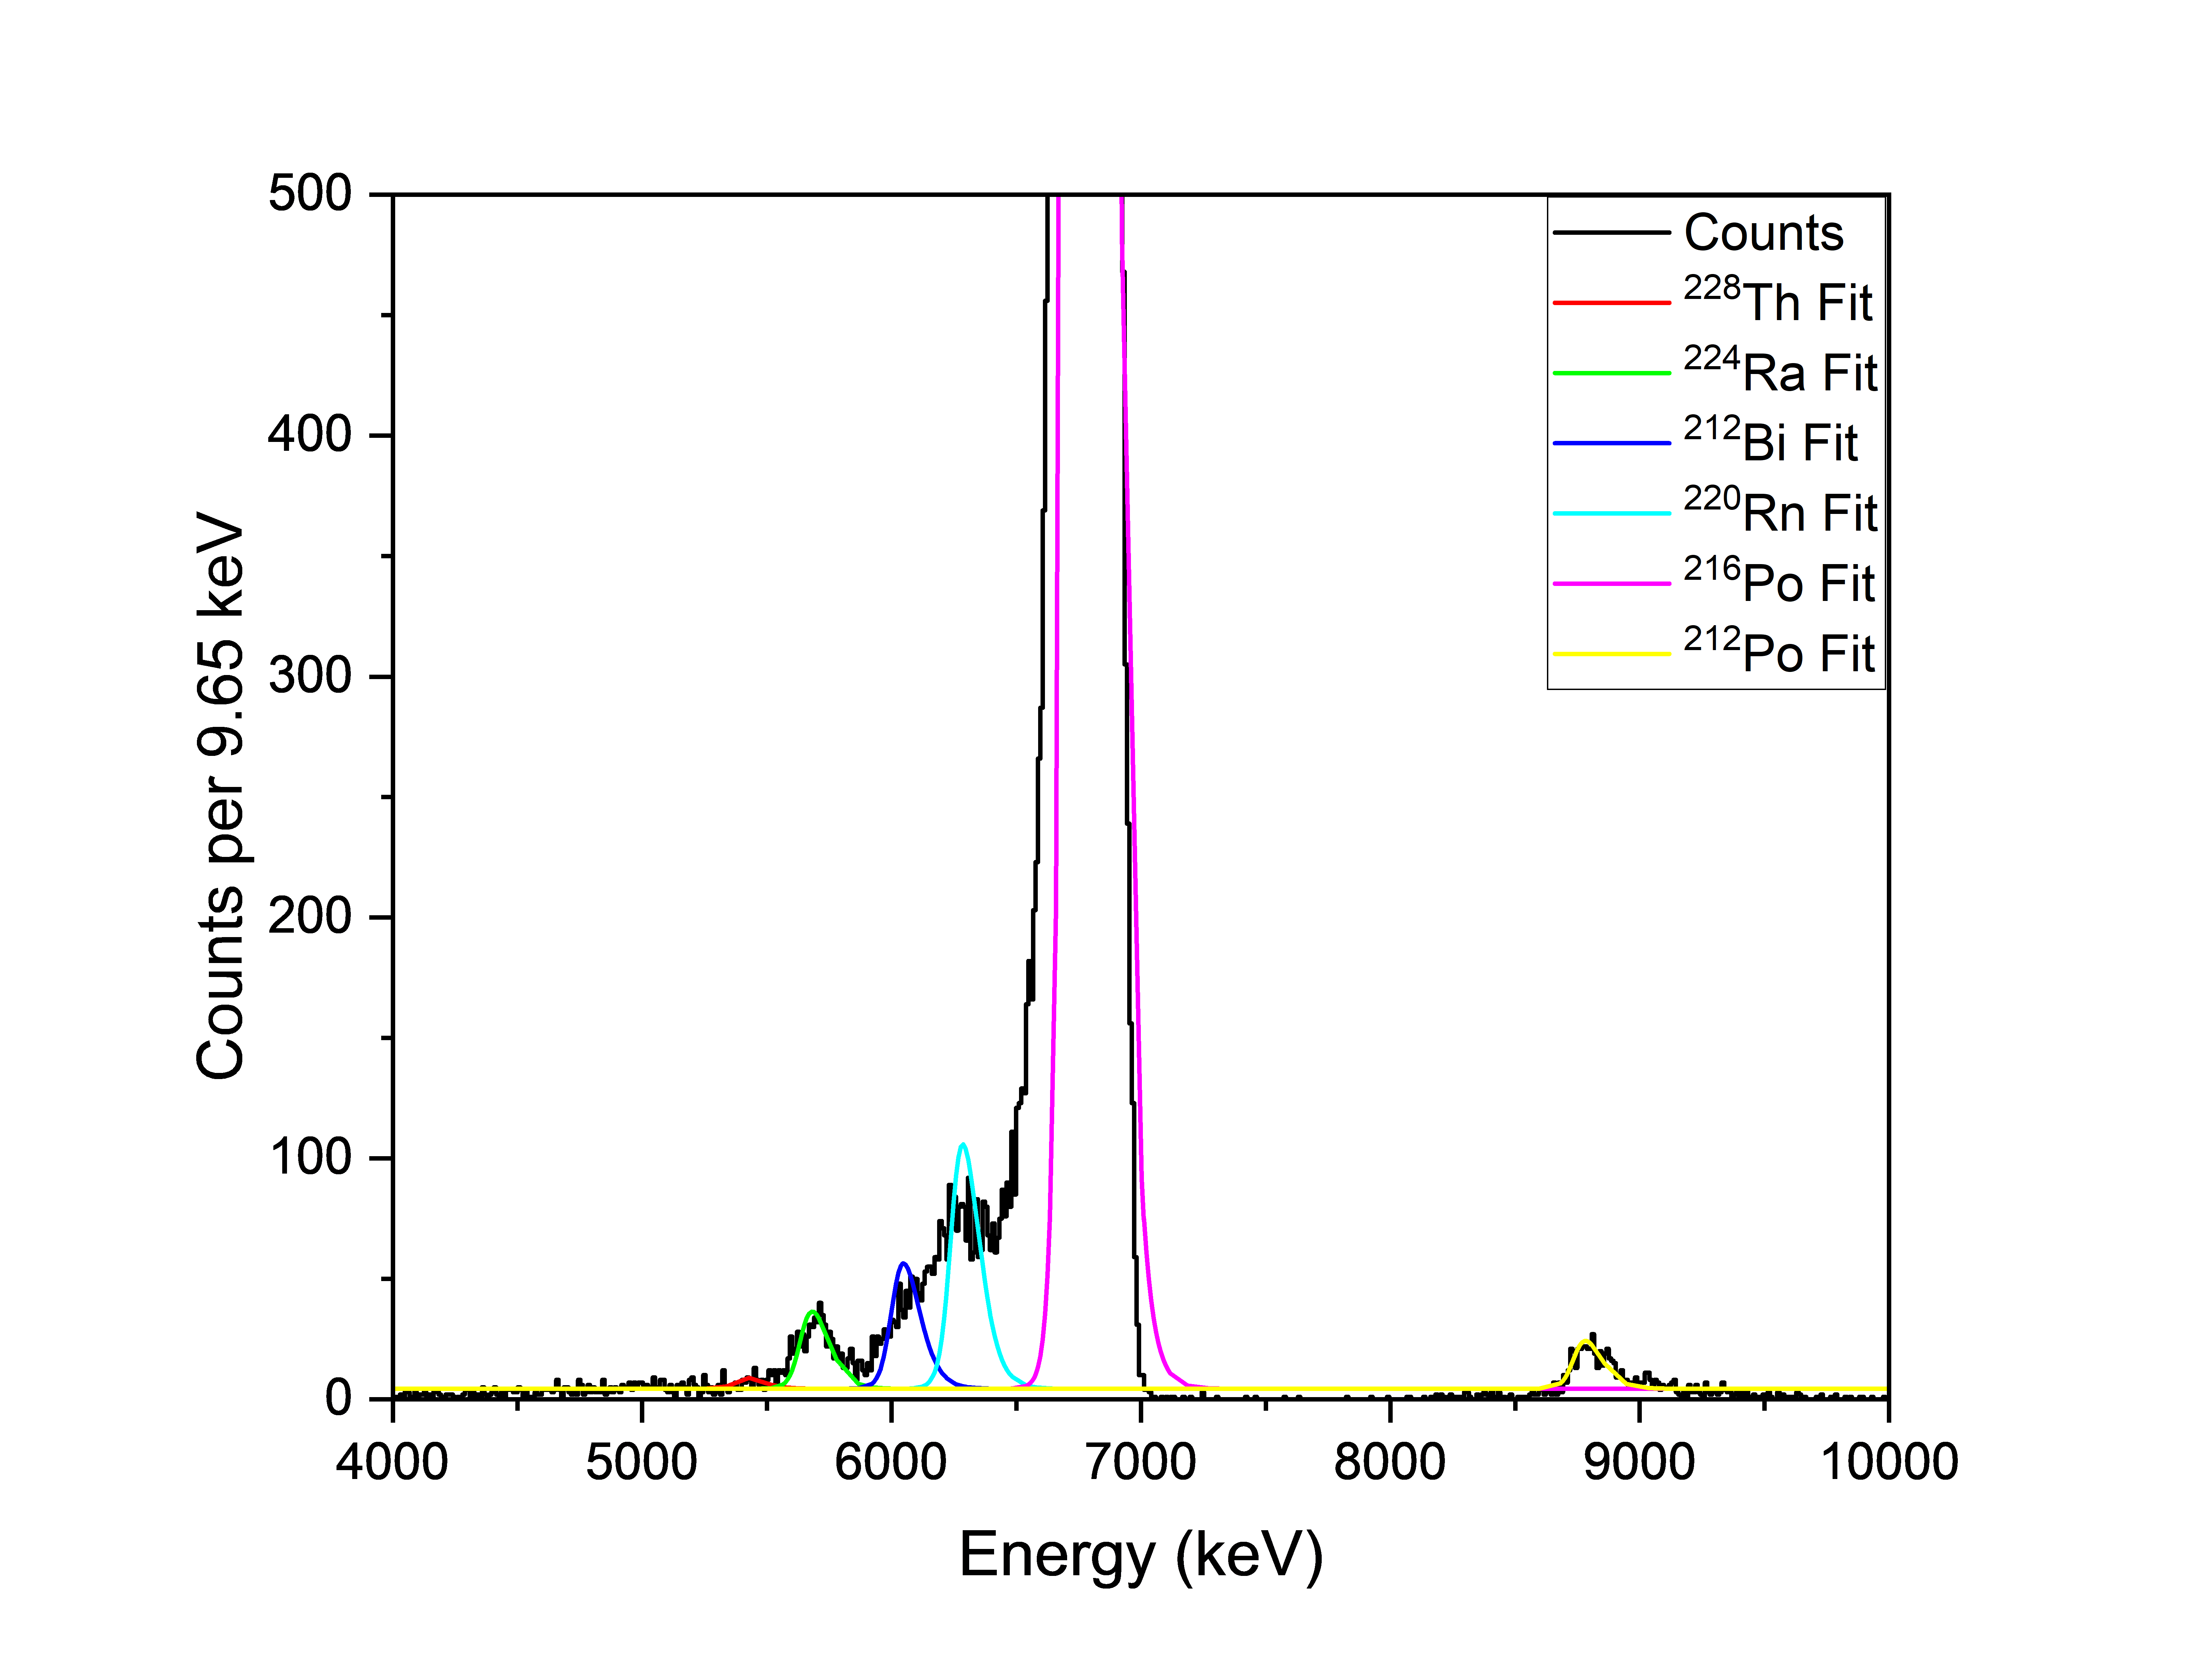 500
400
300
200
100
0
Counts per 9.65 keV
4000 5000 6000 7000 8000 9000 10000
Energy (keV)
Counts
²²⁸Th Fit
²²⁴Ra Fit
²¹²Bi Fit
²²⁰Rn Fit
²¹⁶Po Fit
²¹²Po Fit